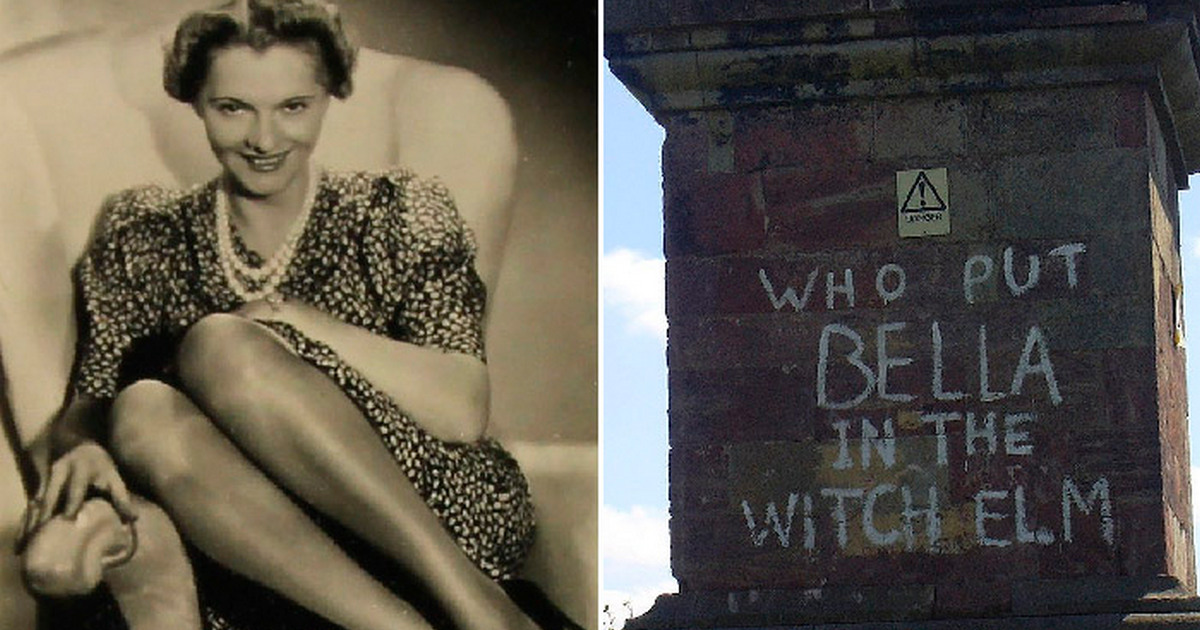 DANGER
WHO PUT
BELLA
IN THE
WITCH ELM